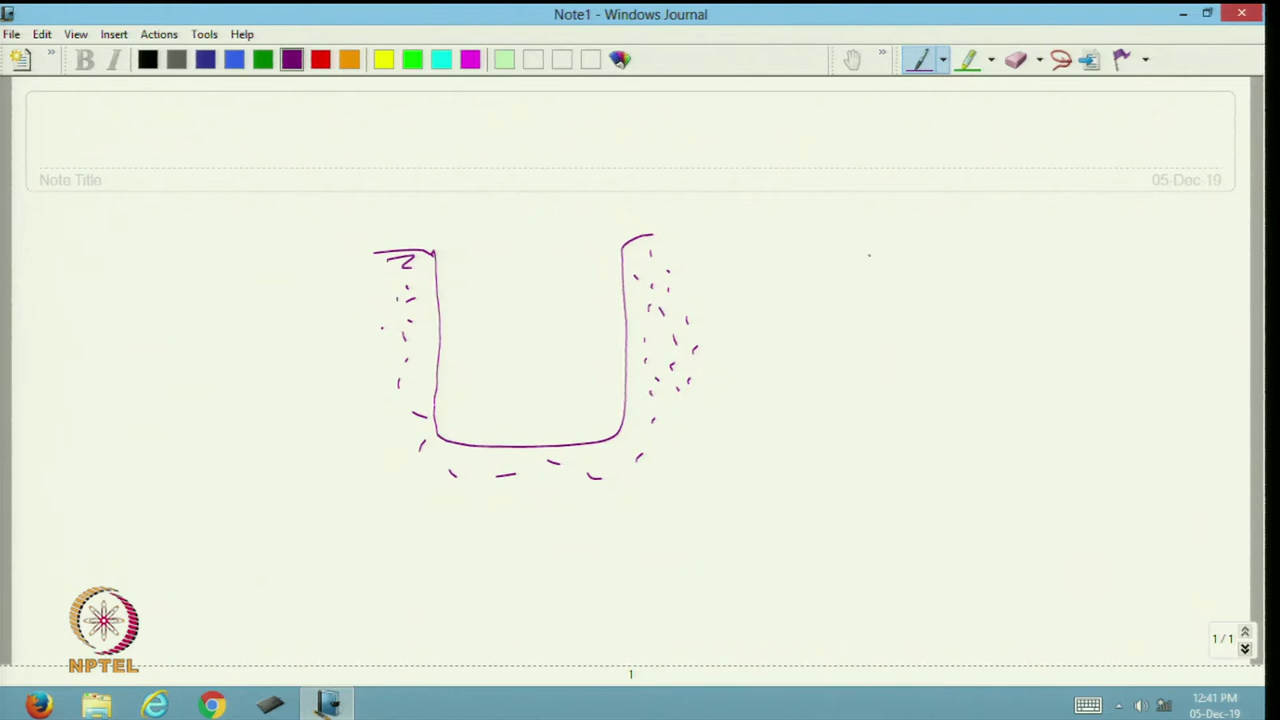 Note1 - Windows Journal
File Edit View Insert Actions Tools Help
B I
Note Title
05-Dec-19
NPTEL
1 / 1
1
12:41 PM
05-Dec-19